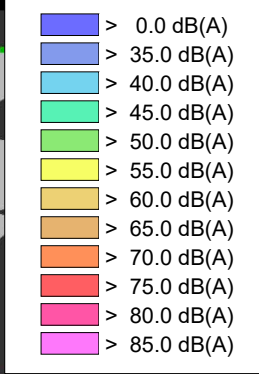 > 0.0 dB(A)
> 35.0 dB(A)
> 40.0 dB(A)
> 45.0 dB(A)
> 50.0 dB(A)
> 55.0 dB(A)
> 60.0 dB(A)
> 65.0 dB(A)
> 70.0 dB(A)
> 75.0 dB(A)
> 80.0 dB(A)
> 85.0 dB(A)